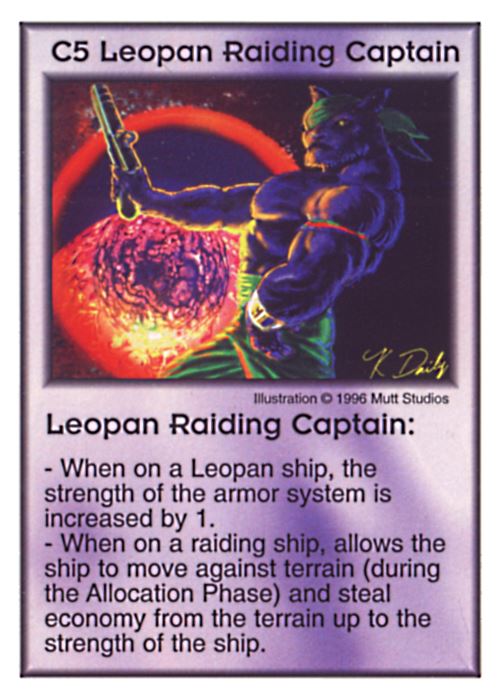 C5 Leopan Raiding Captain
K Daily
Illustration © 1996 Mutt Studios
Leopan Raiding Captain:
- When on a Leopan ship, the
strength of the armor system is
increased by 1.
- When on a raiding ship, allows the
ship to move against terrain (during
the Allocation Phase) and steal
economy from the terrain up to the
strength of the ship.